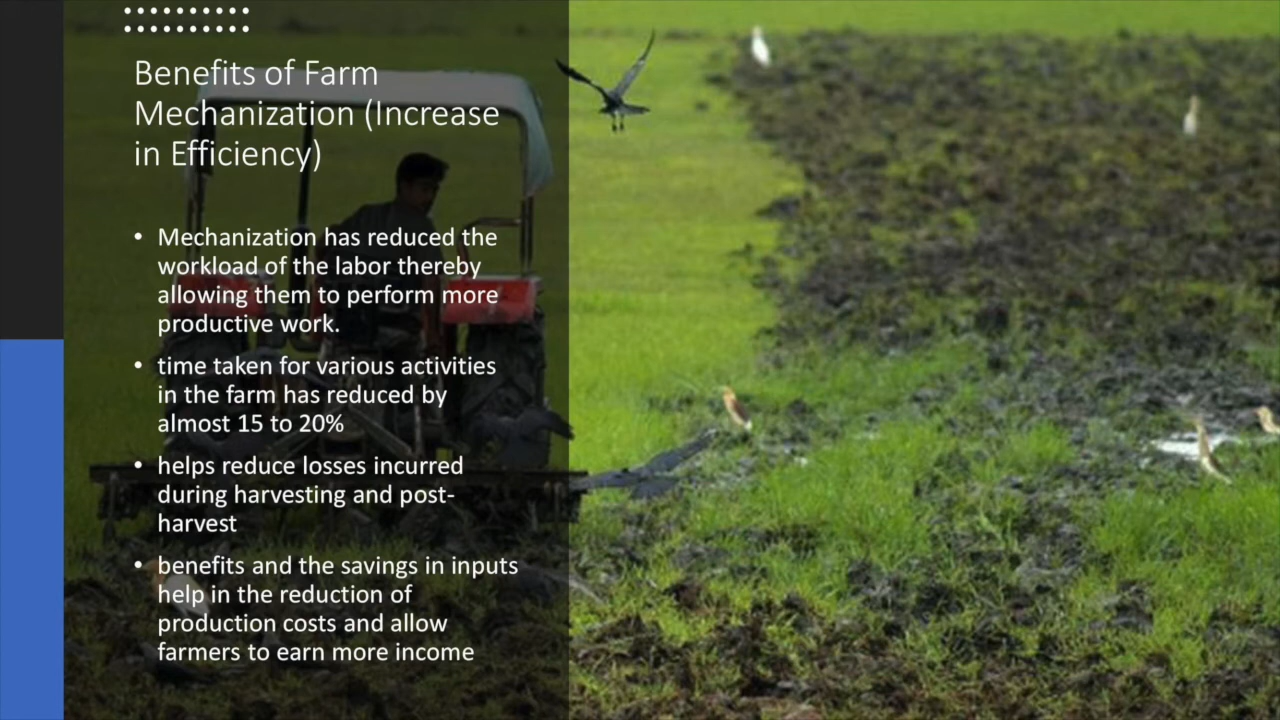 Benefits of Farm
Mechanization (Increase
in Efficiency)
• Mechanization has reduced the
workload of the labor thereby
allowing them to perform more
productive work.
• time taken for various activities
in the farm has reduced by
almost 15 to 20%
• helps reduce losses incurred
during harvesting and post-
harvest
• benefits and the savings in inputs
help in the reduction of
production costs and allow
farmers to earn more income